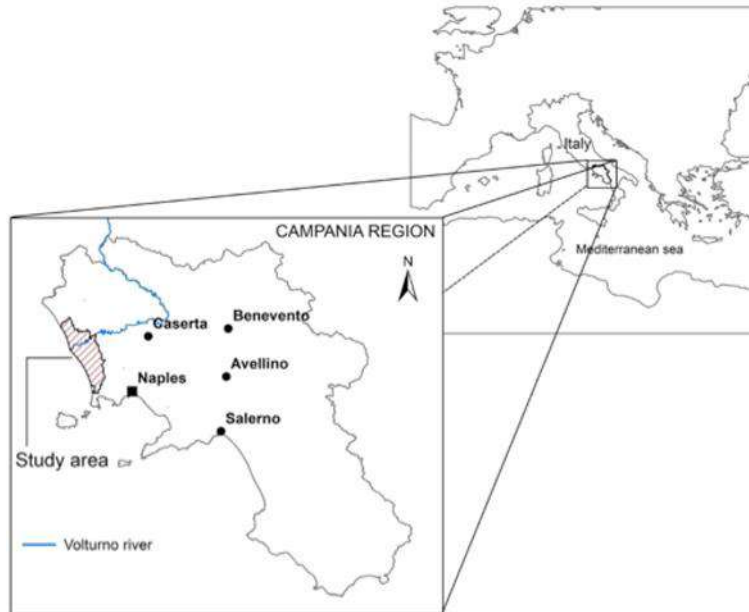 Italy
Mediterranean sea
CAMPANIA REGION
N
Caserta
Benevento
Naples
Avellino
Salerno
Study area
Volturno river